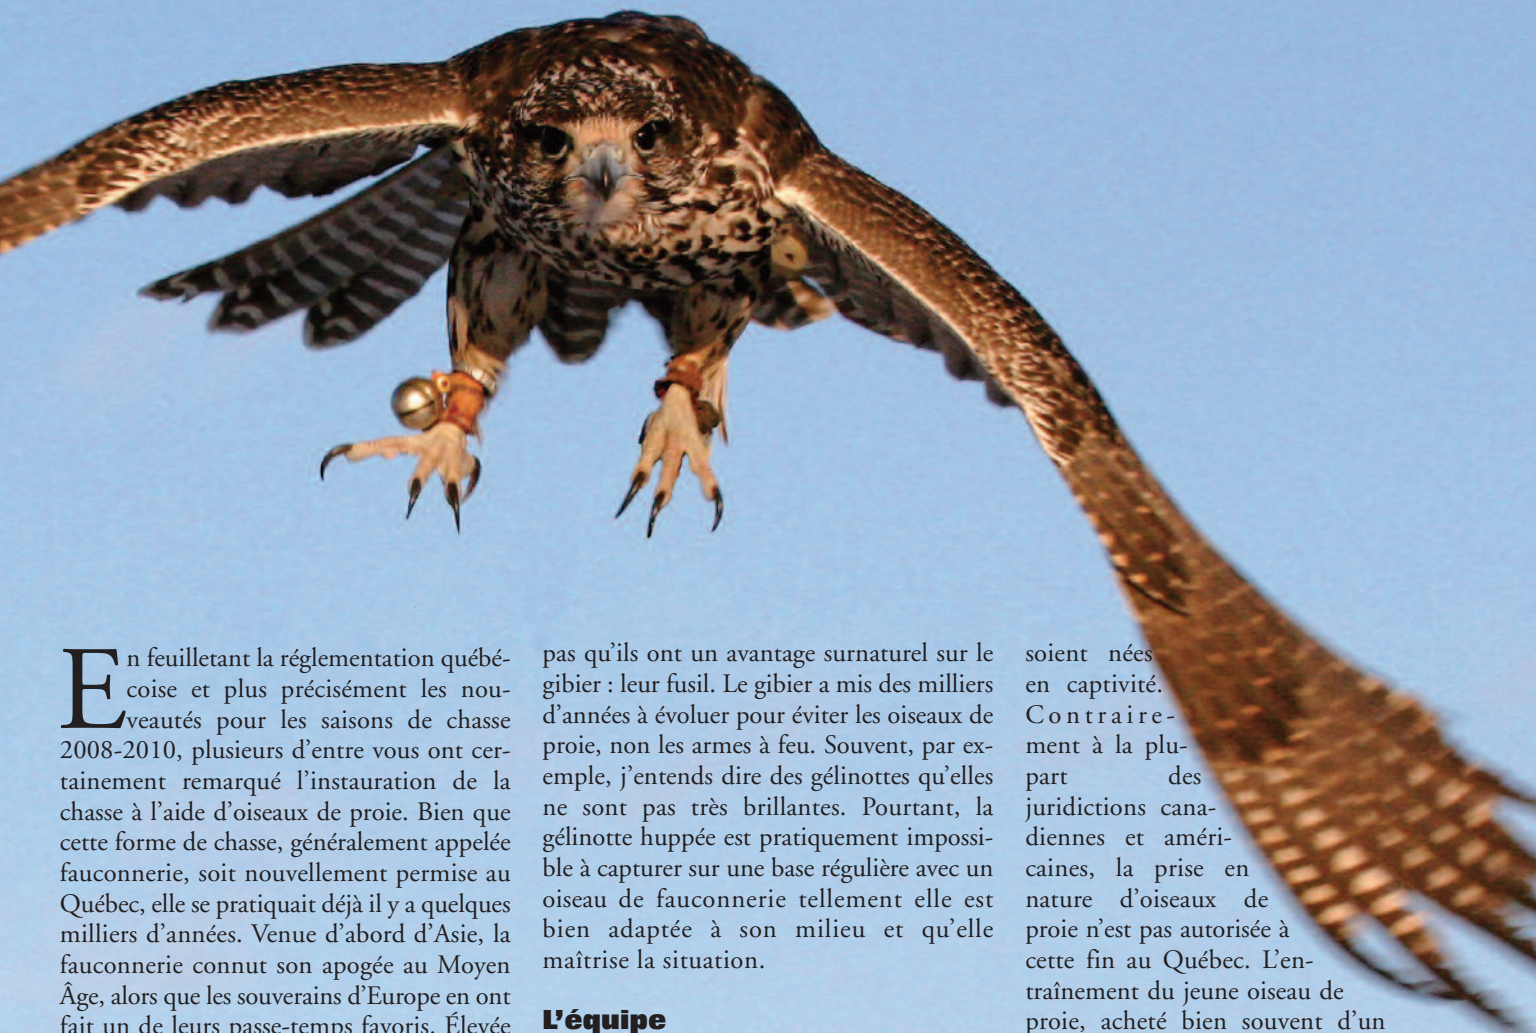 En feuilletant la réglementation québé-
coise et plus précisément les nou-
veautés pour les saisons de chasse
2008-2010, plusieurs d'entre vous ont cer-
tainement remarqué l'instauration de la
chasse à l'aide d'oiseaux de proie. Bien que
cette forme de chasse, généralement appelée
fauconnerie, soit nouvellement permise au
Québec, elle se pratiquait déjà il y a quelques
milliers d'années. Venue d'abord d'Asie, la
fauconnerie connut son apogée au Moyen
Âge, alors que les souverains d'Europe en ont
fait un de leurs passe-temps favoris. Élevée
pas qu'ils ont un avantage surnaturel sur le
gibier : leur fusil. Le gibier a mis des milliers
d'années à évoluer pour éviter les oiseaux de
proie, non les armes à feu. Souvent, par ex-
emple, j'entends dire des gélinottes qu'elles
ne sont pas très brillantes. Pourtant, la
gélinotte huppée est pratiquement impossi-
ble à capturer sur une base régulière avec un
oiseau de fauconnerie tellement elle est
bien adaptée à son milieu et qu'elle
maîtrise la situation.
L'équipe
soient nées
en captivité.
Contraire-
ment à la plu-
part des
juridictions cana-
diennes et améri-
caines, la prise en
nature d'oiseaux de
proie n'est pas autorisée à
cette fin au Québec. L'en-
traînement du jeune oiseau de
proie, acheté bien souvent d'un